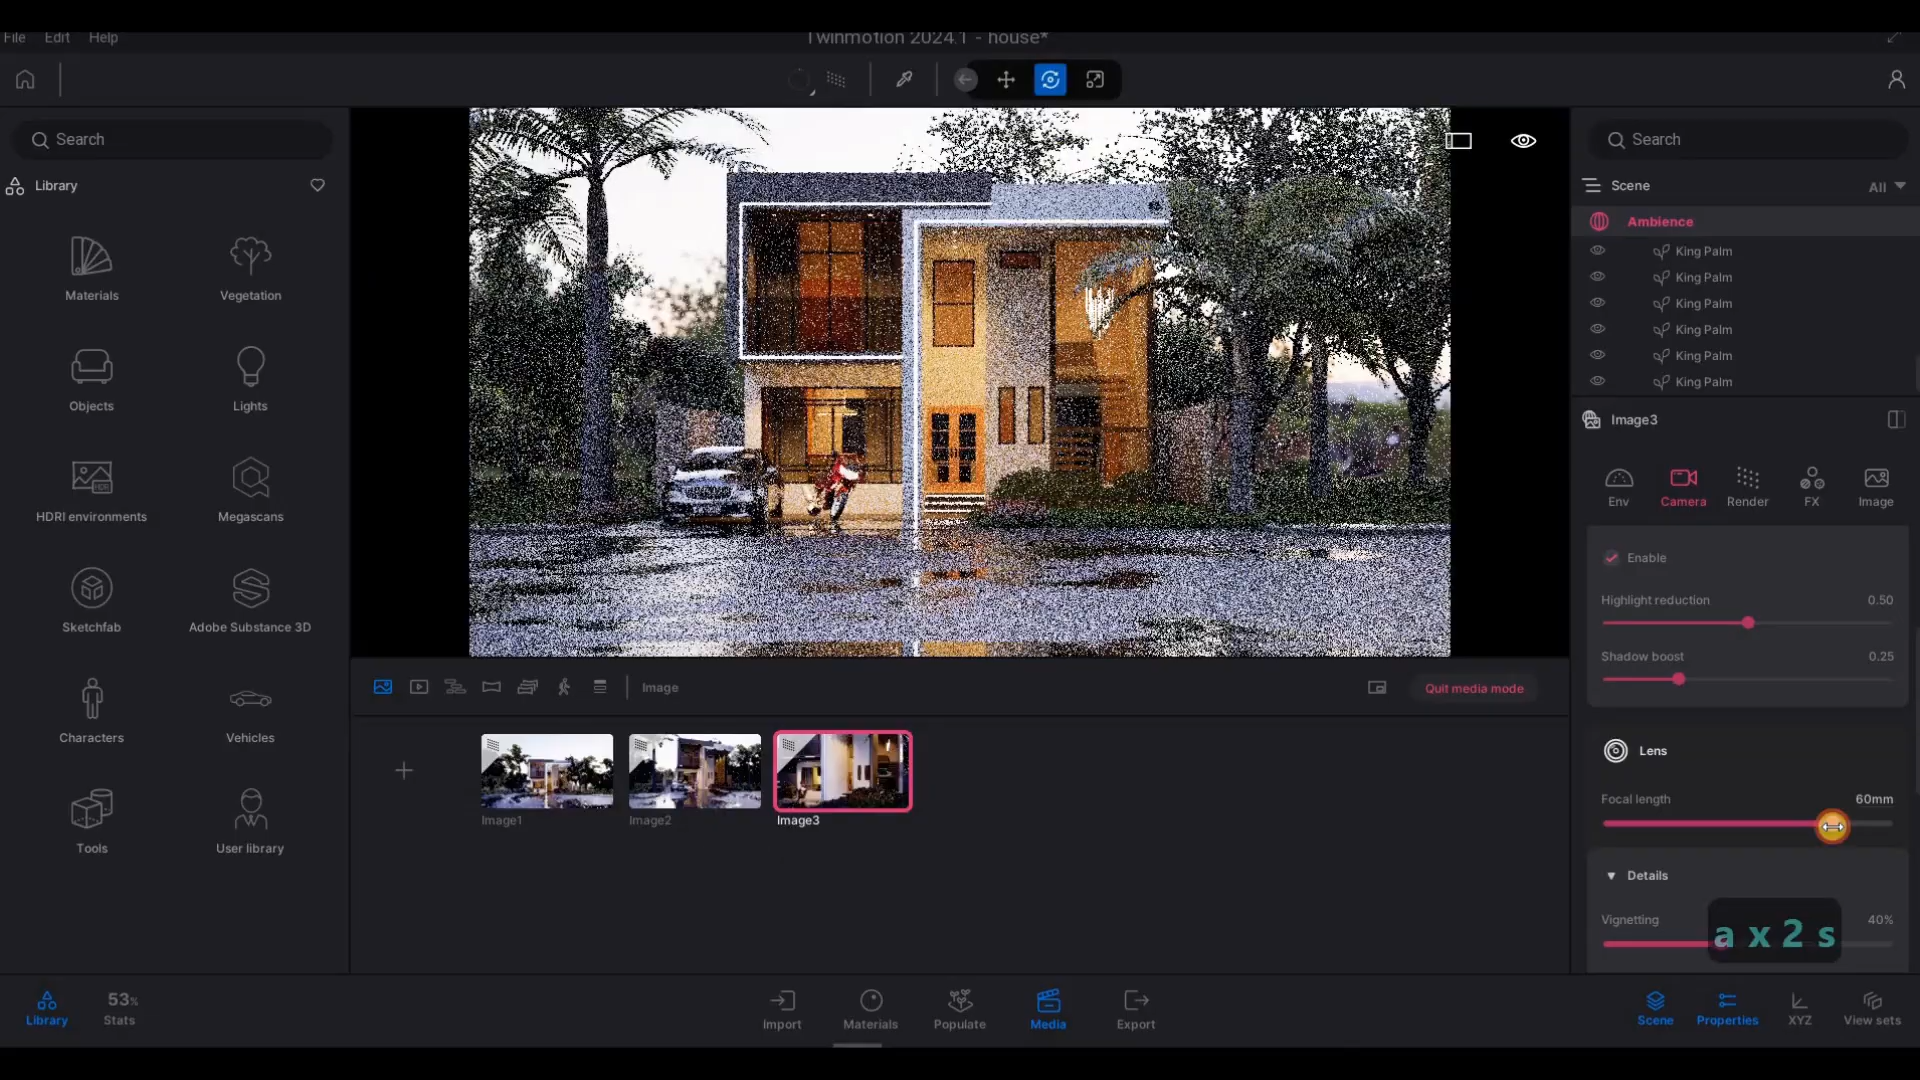 File Edit Help
Twinmotion 2024.1 - house*
Search
Library
Materials
Vegetation
Objects
Lights
HDRI environments
Megascans
Sketchfab
Adobe Substance 3D
Characters
Vehicles
Tools
User library
Search
Scene
All
Ambience
King Palm
King Palm
King Palm
King Palm
King Palm
King Palm
Image3
Env
Camera
Render
FX
Image
Enable
Highlight reduction 0.50
Shadow boost 0.25
Lens
Focal length 60mm
Details
Vignetting 40%
a x 2 s
Image
Quit media mode
Image1
Image2
Image3
Library
53%
Stats
Import
Materials
Populate
Media
Export
Scene
Properties
XYZ
View sets